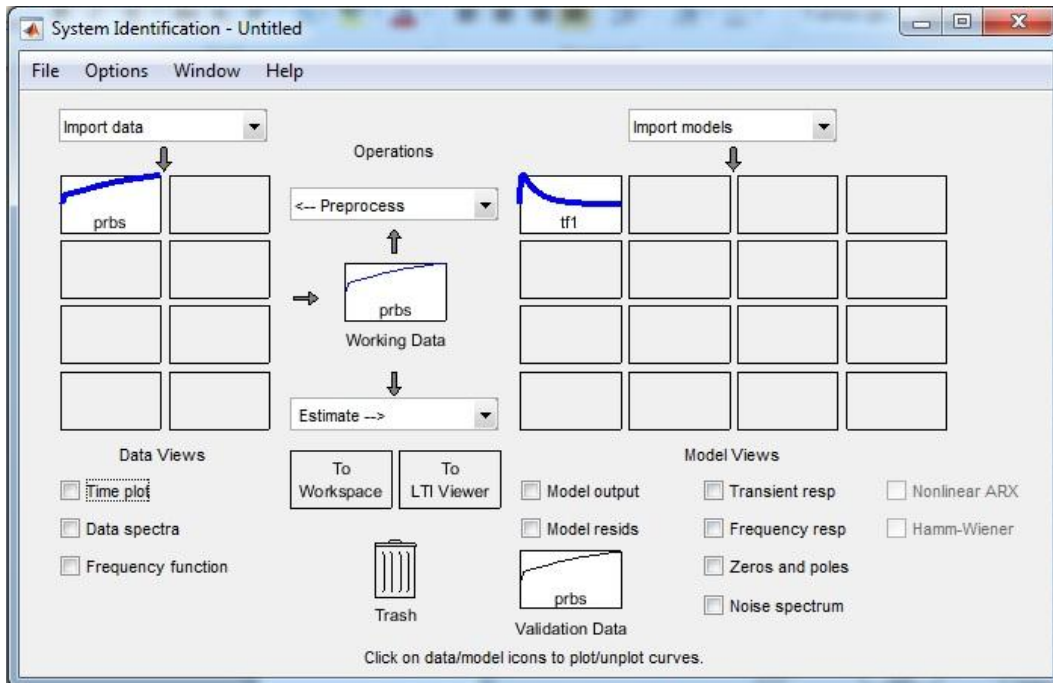 System Identification - Untitled
File Options Window Help
Import data
Import models
Operations
prbs
<-- Preprocess
tf1
prbs
Working Data
Estimate -->
Data Views
Model Views
To
Workspace
To
LTI Viewer
Time plot
Model output
Transient resp
Nonlinear ARX
Data spectra
Model resids
Frequency resp
Hamm-Wiener
Frequency function
Zeros and poles
prbs
Noise spectrum
Trash
Validation Data
Click on data/model icons to plot/unplot curves.